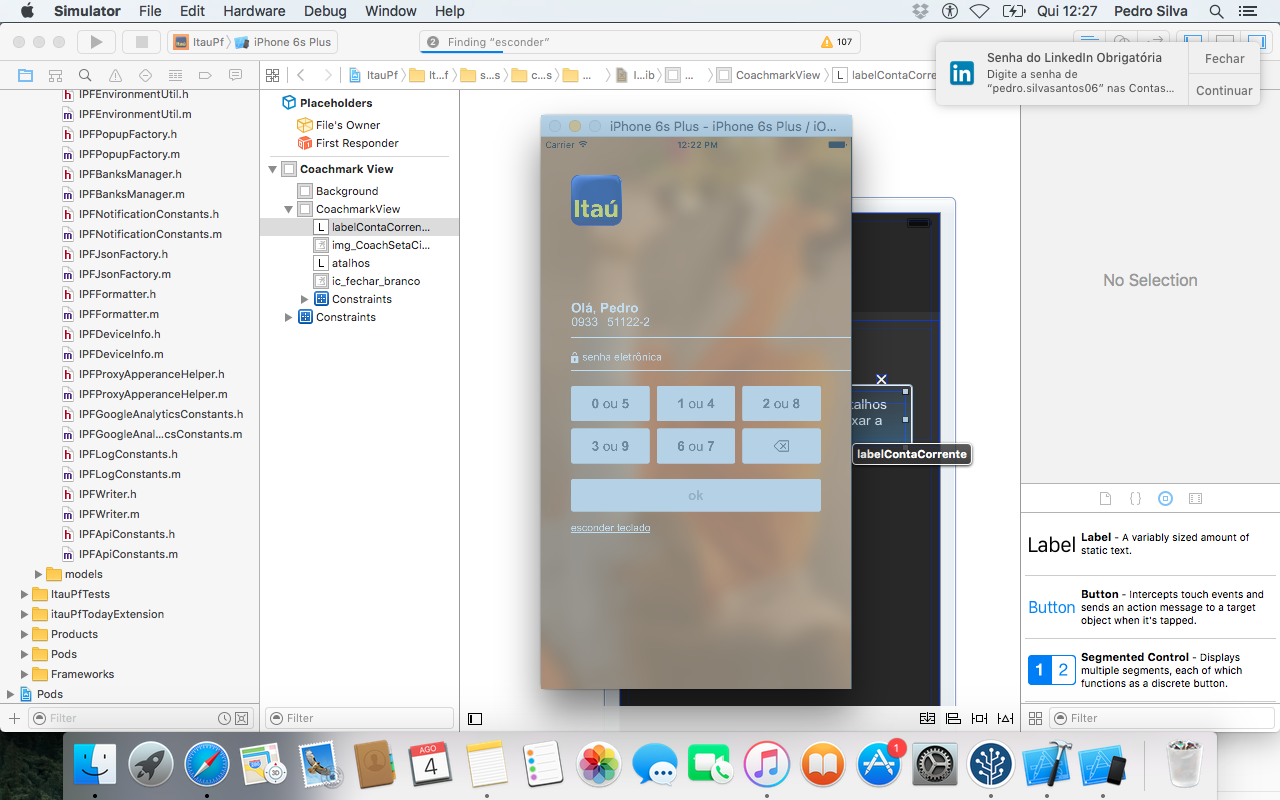 Simulator File Edit Hardware Debug Window Help Qui 12:27 Pedro Silva
ItauPf iPhone 6s Plus
2 Finding "esconder" 107
ItauPf It...f s...s c...s ... I...ib ... CoachmarkView L labelContaCorre
Senha do LinkedIn Obrigatória
Digite a senha de
"pedro.silvasantos06" nas Contas...
Fechar
Continuar
in
h IPFEnvironmentUtil.h
m IPFEnvironmentUtil.m
h IPFPopupFactory.h
m IPFPopupFactory.m
h IPFBanksManager.h
m IPFBanksManager.m
h IPFNotificationConstants.h
m IPFNotificationConstants.m
h IPFJsonFactory.h
m IPFJsonFactory.m
h IPFFormatter.h
m IPFFormatter.m
h IPFDeviceInfo.h
m IPFDeviceInfo.m
h IPFProxyApperanceHelper.h
m IPFProxyApperanceHelper.m
h IPFGoogleAnalyticsConstants.h
m IPFGoogleAnal...csConstants.m
h IPFLogConstants.h
m IPFLogConstants.m
h IPFWriter.h
m IPFWriter.m
h IPFApiConstants.h
m IPFApiConstants.m
models
ItauPfTests
itauPfTodayExtension
Products
Pods
Frameworks
Pods
Filter
Placeholders
File's Owner
First Responder
Coachmark View
Background
CoachmarkView
L labelContaCorren...
img_CoachSetaCi...
L atalhos
ic_fechar_branco
Constraints
Constraints
Filter
iPhone 6s Plus - iPhone 6s Plus / iO...
Carrier 12:22 PM
Itaú
Olá, Pedro
0933 51122-2
senha eletrônica
0 ou 5 1 ou 4 2 ou 8
3 ou 9 6 ou 7
ok
esconder teclado
talhos
xar a
labelContaCorrente
No Selection
Label Label - A variably sized amount of
static text.
Button Button - Intercepts touch events and
sends an action message to a target
object when it's tapped.
1 2 Segmented Control - Displays
multiple segments, each of which
functions as a discrete button.
Filter
3D
AGO
4
1